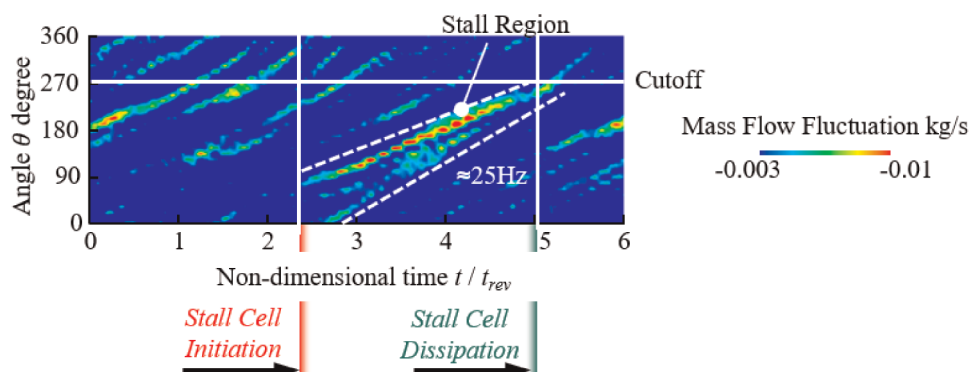 Stall Region
360
270
180
90
0
Angle θ degree
Cutoff
≈25Hz
0 1 2 3 4 5 6
Non-dimensional time t / t_rev
Mass Flow Fluctuation kg/s
-0.003 -0.01
Stall Cell
Initiation
Stall Cell
Dissipation